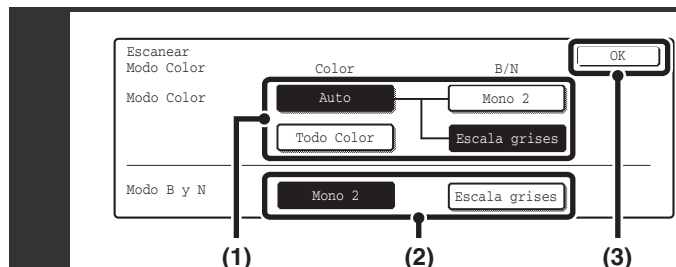 Escanear
Modo Color
Color
B/N
OK
Modo Color
Auto
Mono 2
Todo Color
Escala grises
Modo B y N
Mono 2
Escala grises
(1)
(2)
(3)